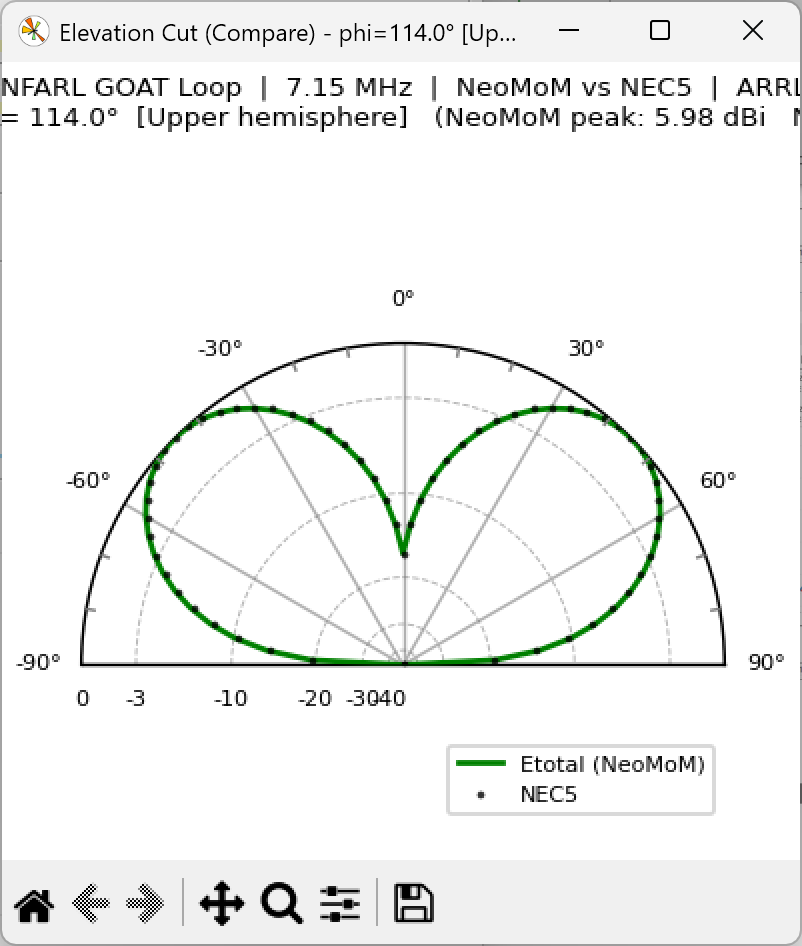 Elevation Cut (Compare) - phi=114.0° [Up...
NFARL GOAT Loop | 7.15 MHz | NeoMoM vs NEC5 | ARRL
= 114.0° [Upper hemisphere] (NeoMoM peak: 5.98 dBi
0°
-30° 30°
-60° 60°
-90° 90°
0 -3 -10 -20 -30 -40
Etotal (NeoMoM)
NEC5